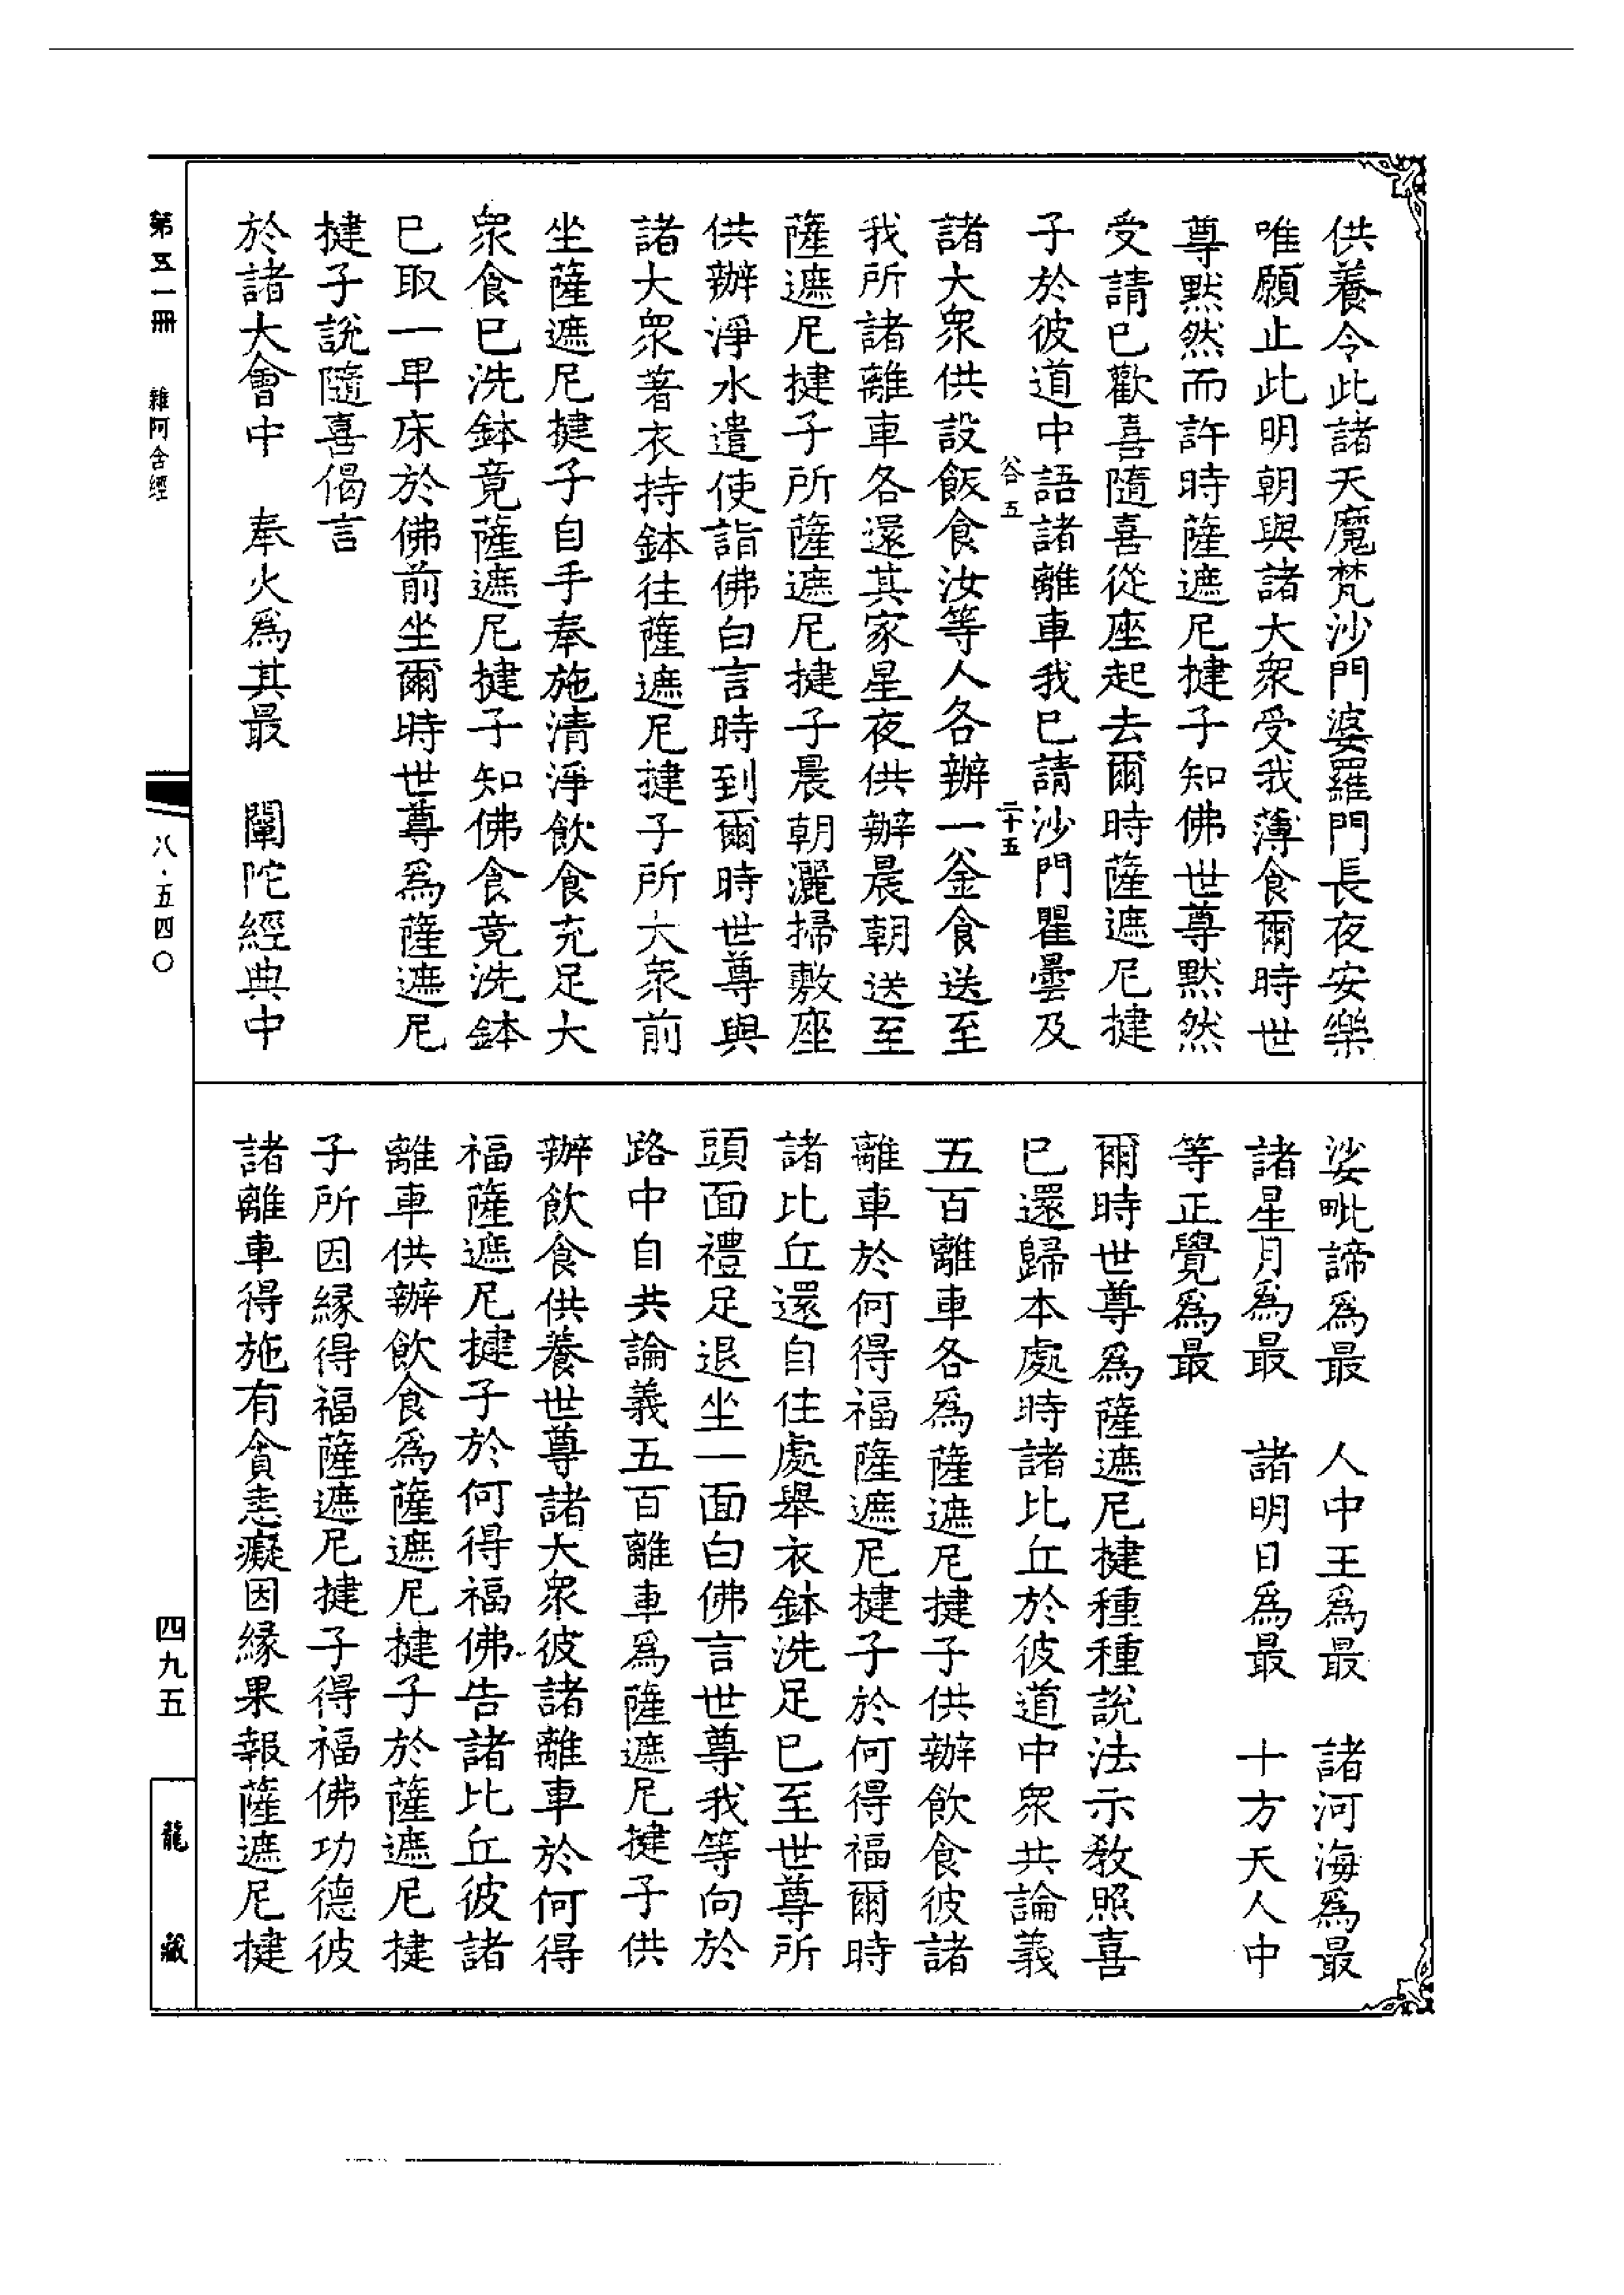 供養令此諸天魔梵沙門婆羅門長夜安樂
唯願止此明朝與諸大衆受我薄食爾時世
尊默然而許時薩遮尼揵子知佛世尊默然
受請已歡喜隨喜從座起去爾時薩遮尼揵
子於彼道中語諸離車我已請沙門瞿曇及
谷五 二十五
諸大衆供設飯食汝等人各辦一釜食送至
我所諸離車各還其家星夜供辦晨朝送至
薩遮尼揵子所薩遮尼揵子晨朝灑掃敷座
供辦淨水遣使詣佛白言時到爾時世尊與
諸大衆著衣持鉢往薩遮尼揵子所大衆前
坐薩遮尼揵子自手奉施清淨飲食充足大
衆食已洗鉢竟薩遮尼揵子知佛食竟洗鉢
已取一卑床於佛前坐爾時世尊爲薩遮尼
揵子說隨喜偈言
於諸大會中　奉火爲其最　闡陀經典中
娑毗諦爲最　人中王爲最　諸河海爲最
諸星月爲最　諸明日爲最　十方天人中
等正覺爲最
爾時世尊爲薩遮尼揵種種說法示教照喜
已還歸本處時諸比丘於彼道中衆共論義
五百離車各爲薩遮尼揵子供辦飲食彼諸
離車於何得福薩遮尼揵子於何得福爾時
諸比丘還自住處舉衣鉢洗足已至世尊所
頭面禮足退坐一面白佛言世尊我等向於
路中自共論義五百離車爲薩遮尼揵子供
辦飲食供養世尊諸大衆彼諸離車於何得
福薩遮尼揵子於何得福佛告諸比丘彼諸
離車供辦飲食爲薩遮尼揵子於薩遮尼揵
子所因緣得福薩遮尼揵子得福佛功德彼
諸離車得施有貪恚癡因緣果報薩遮尼揵
第五一冊　雜阿含經
八·五四〇
四九五
龍藏